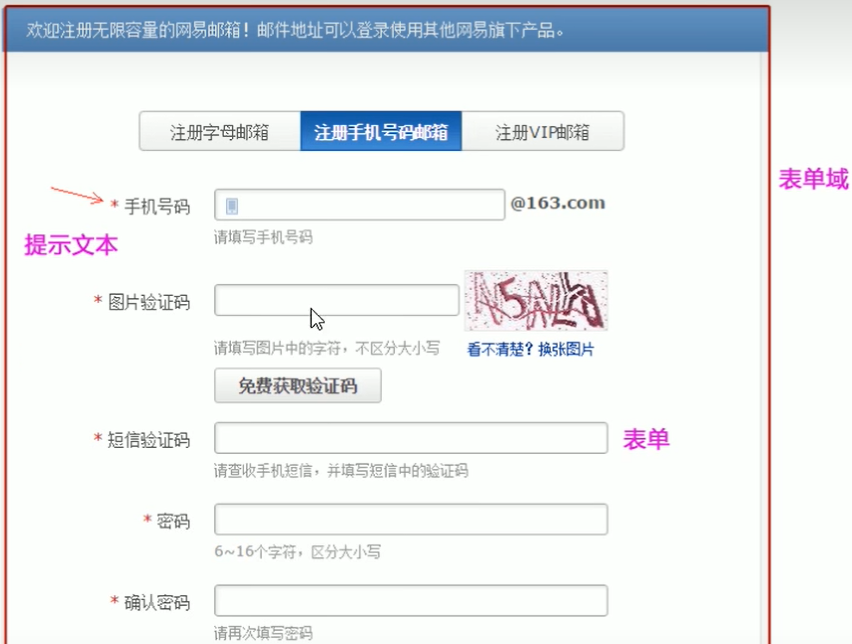 欢迎注册无限容量的网易邮箱！邮件地址可以登录使用其他网易旗下产品。
注册字母邮箱 注册手机号码邮箱 注册VIP邮箱
表单域
* 手机号码 @163.com
请填写手机号码
提示文本
* 图片验证码
请填写图片中的字符，不区分大小写 看不清楚？换张图片
免费获取验证码
* 短信验证码 表单
请查收手机短信，并填写短信中的验证码
* 密码
6~16个字符，区分大小写
* 确认密码
请再次填写密码